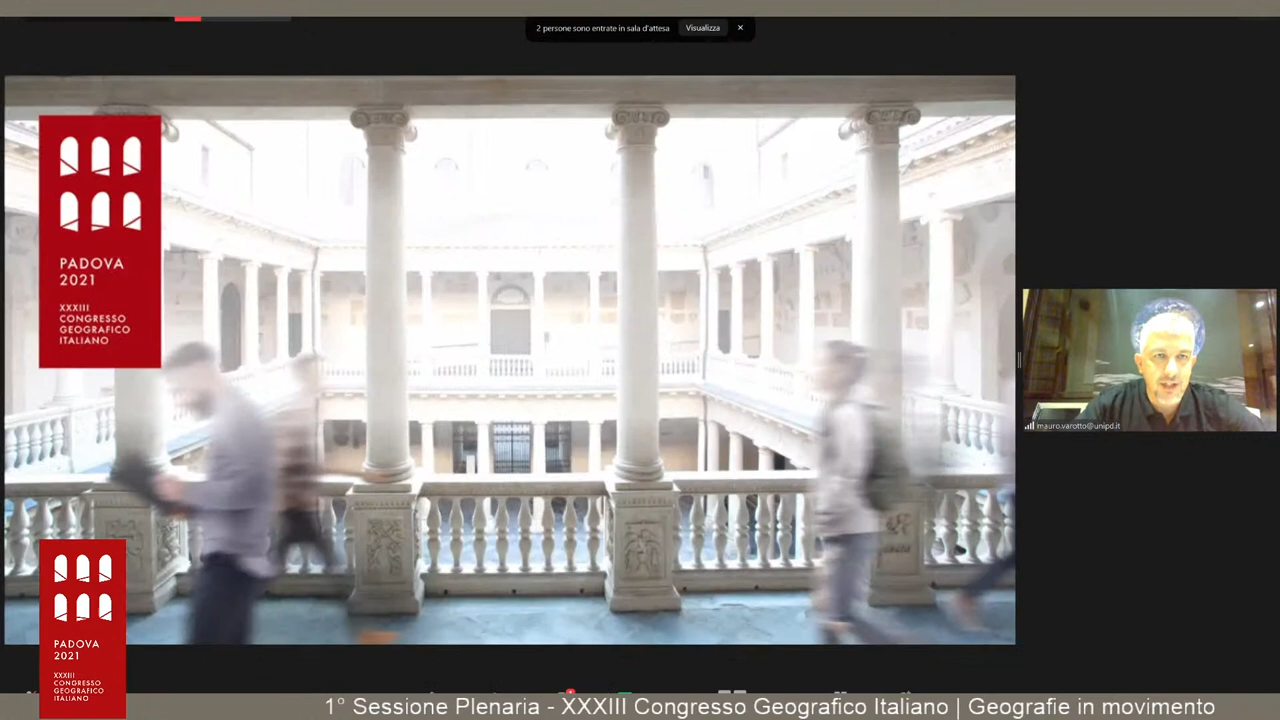 2 persone sono entrate in sala d'attesa
Visualizza
PADOVA
2021
XXXIII
CONGRESSO
GEOGRAFICO
ITALIANO
mauro.varotto@unipd.it
PADOVA
2021
XXXIII
CONGRESSO
GEOGRAFICO
ITALIANO
1° Sessione Plenaria - XXXIII Congresso Geografico Italiano | Geografie in movimento